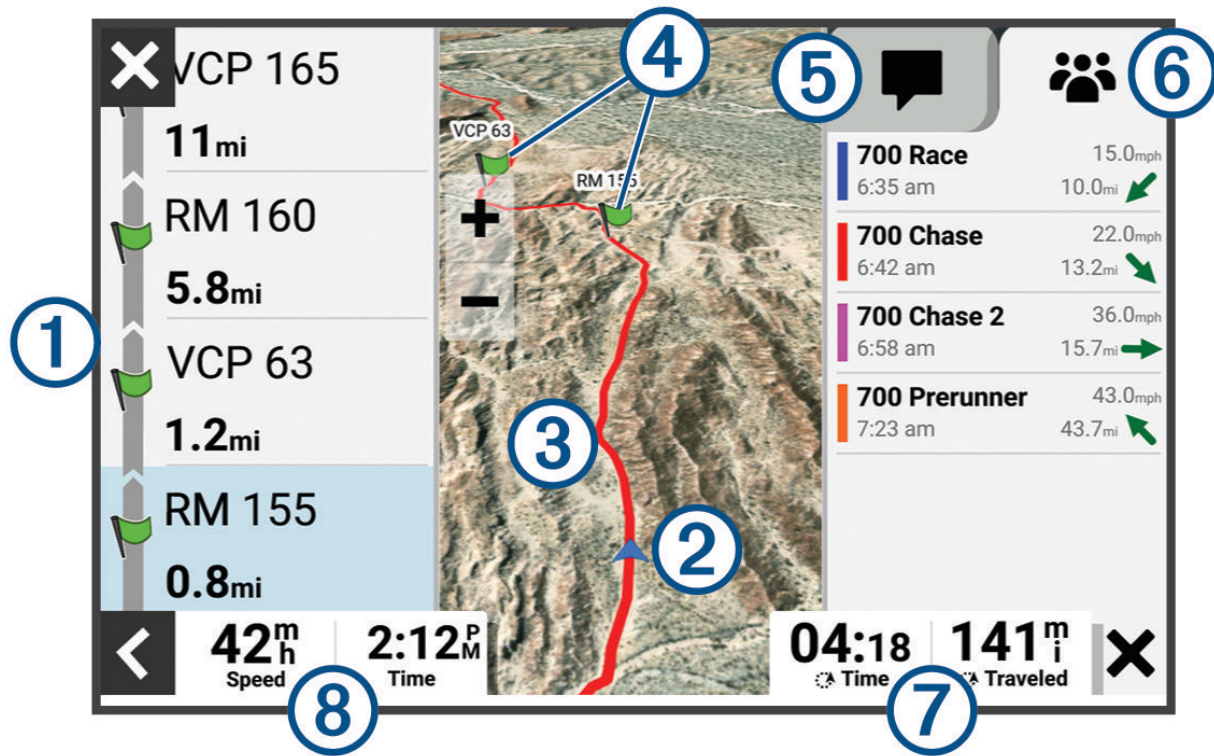 VCP 165
11mi
RM 160
5.8mi
VCP 63
1.2mi
RM 155
0.8mi
1
VCP 63
RM 155
+
−
2
3
4
5
6
700 Race 15.0mph
6:35 am 10.0mi
700 Chase 22.0mph
6:42 am 13.2mi
700 Chase 2 36.0mph
6:58 am 15.7mi
700 Prerunner 43.0mph
7:23 am 43.7mi
42mh 2:12PM
Speed Time
8
04:18 141mi
Time Traveled
7